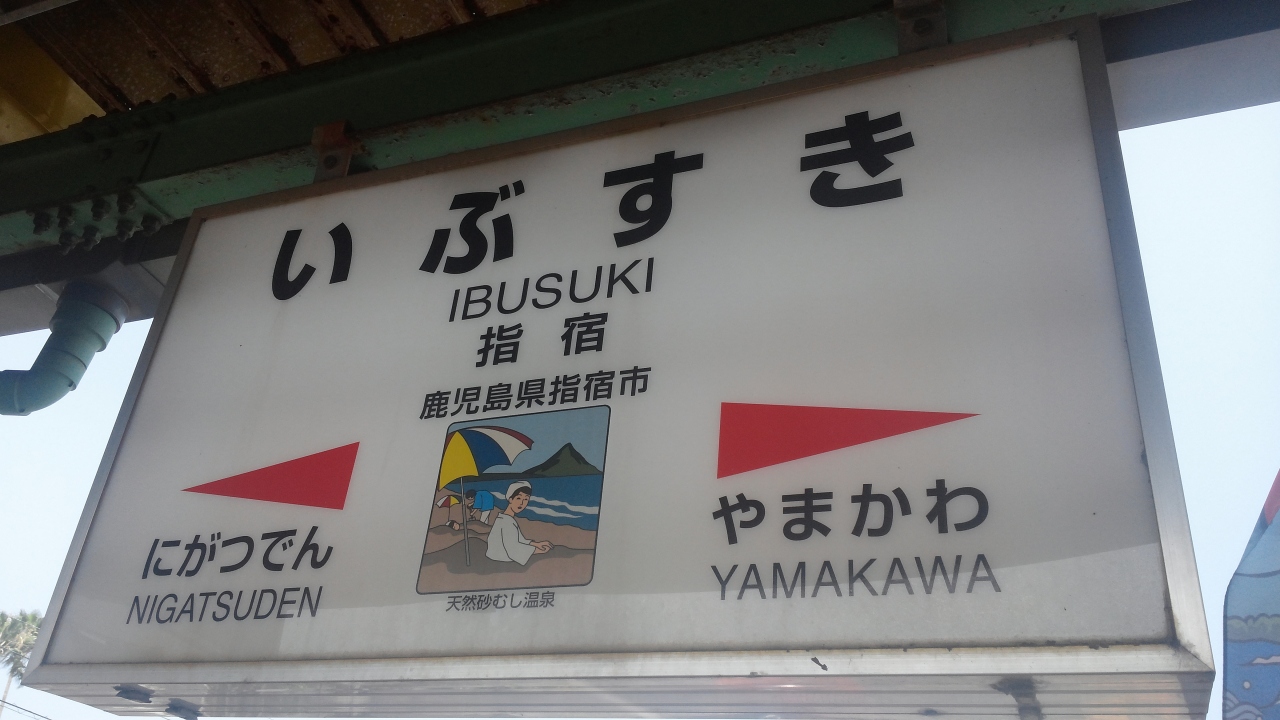 いぶすき
IBUSUKI
指宿
鹿児島県指宿市
にがつでん
NIGATSUDEN
やまかわ
YAMAKAWA
天然砂むし温泉